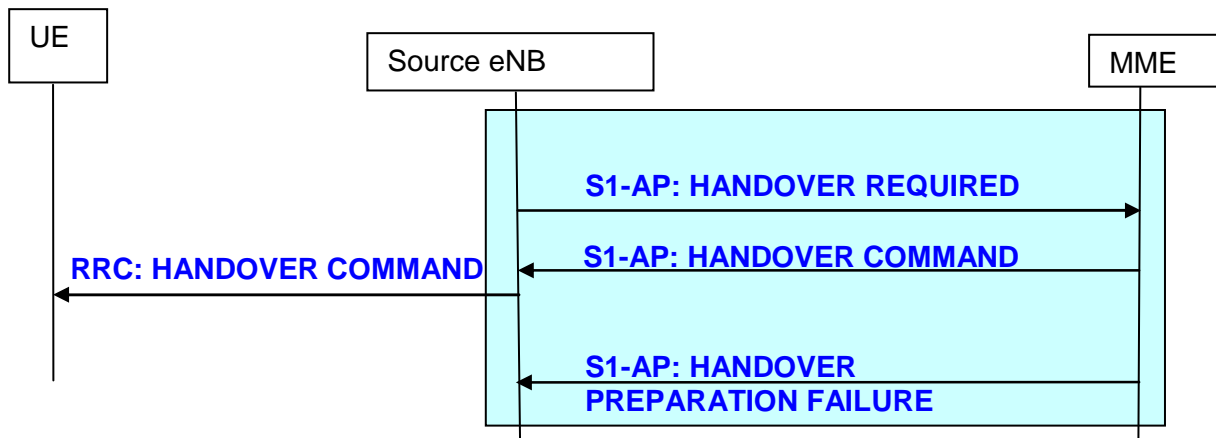 UE
Source eNB
MME
S1-AP: HANDOVER REQUIRED
S1-AP: HANDOVER COMMAND
RRC: HANDOVER COMMAND
S1-AP: HANDOVER
PREPARATION FAILURE